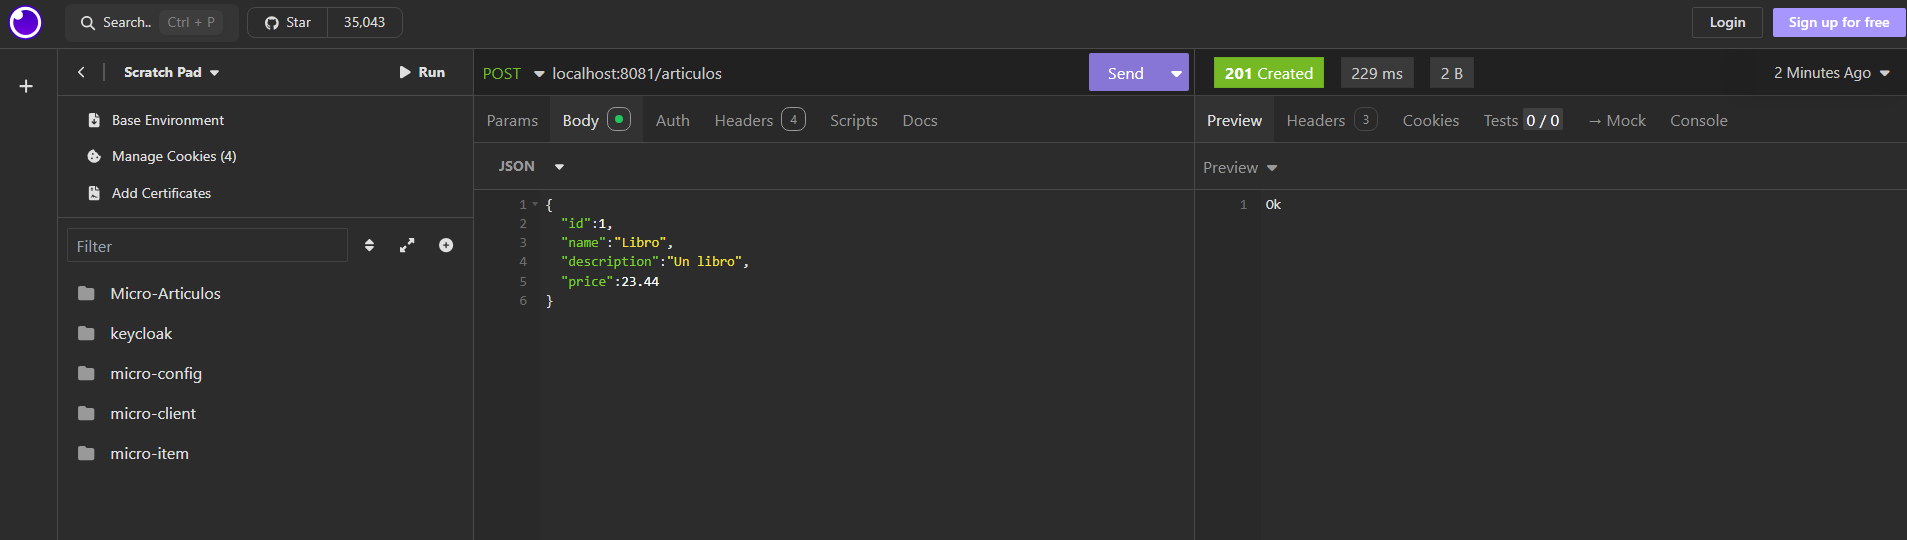 Search.. Ctrl + P Star 35,043 Login Sign up for free
Scratch Pad Run
Base Environment
Manage Cookies (4)
Add Certificates
Filter
Micro-Articulos
keycloak
micro-config
micro-client
micro-item
POST localhost:8081/articulos Send
Params Body Auth Headers 4 Scripts Docs
JSON
1 {
2 "id":1,
3 "name":"Libro",
4 "description":"Un libro",
5 "price":23.44
6 }
201 Created 229 ms 2 B 2 Minutes Ago
Preview Headers 3 Cookies Tests 0 / 0 → Mock Console
Preview
1 Ok